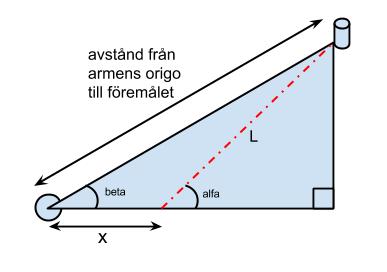 avstånd från
armens origo
till föremålet
L
beta
alfa
x